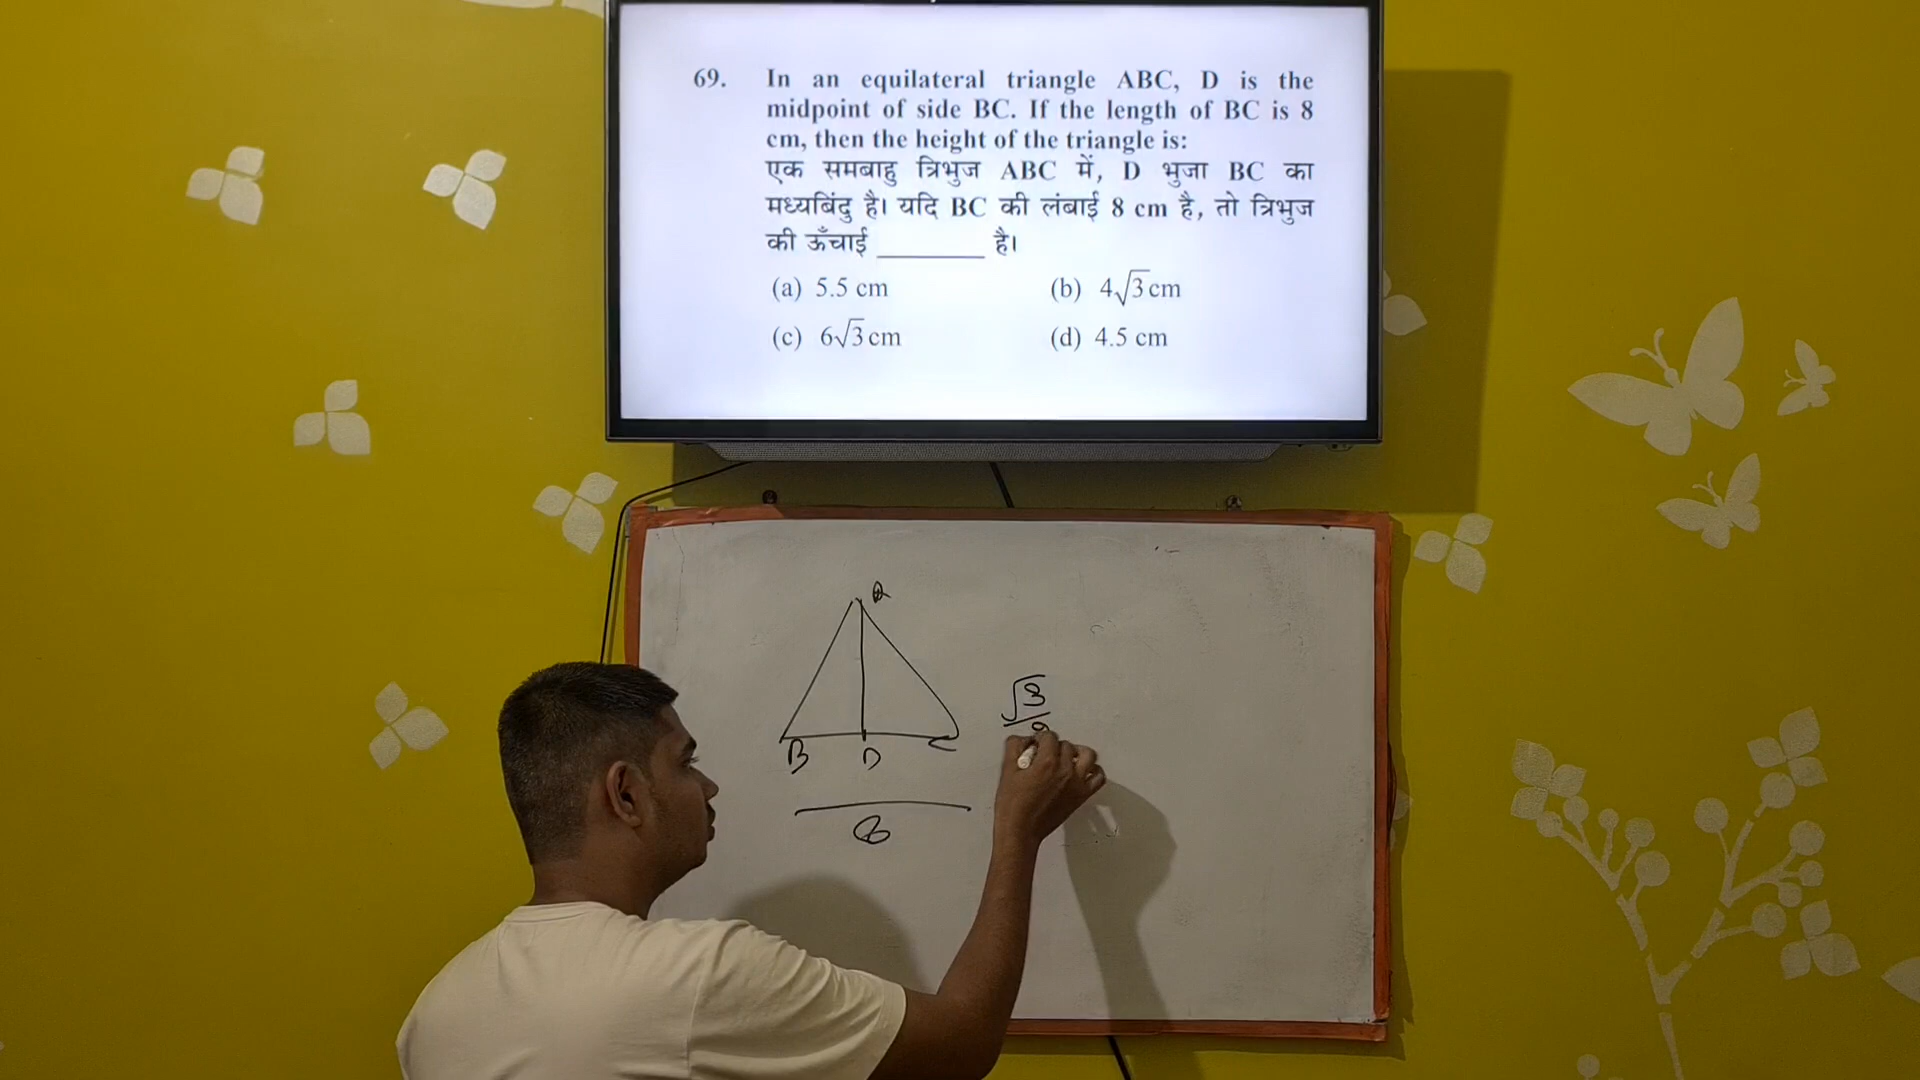 69. In an equilateral triangle ABC, D is the
midpoint of side BC. If the length of BC is 8
cm, then the height of the triangle is:
एक समबाहु त्रिभुज ABC में, D भुजा BC का
मध्यबिंदु है। यदि BC की लंबाई 8 cm है, तो त्रिभुज
की ऊँचाई ________ है।
(a) 5.5 cm (b) 4√3 cm
(c) 6√3 cm (d) 4.5 cm
√3
B D C
8